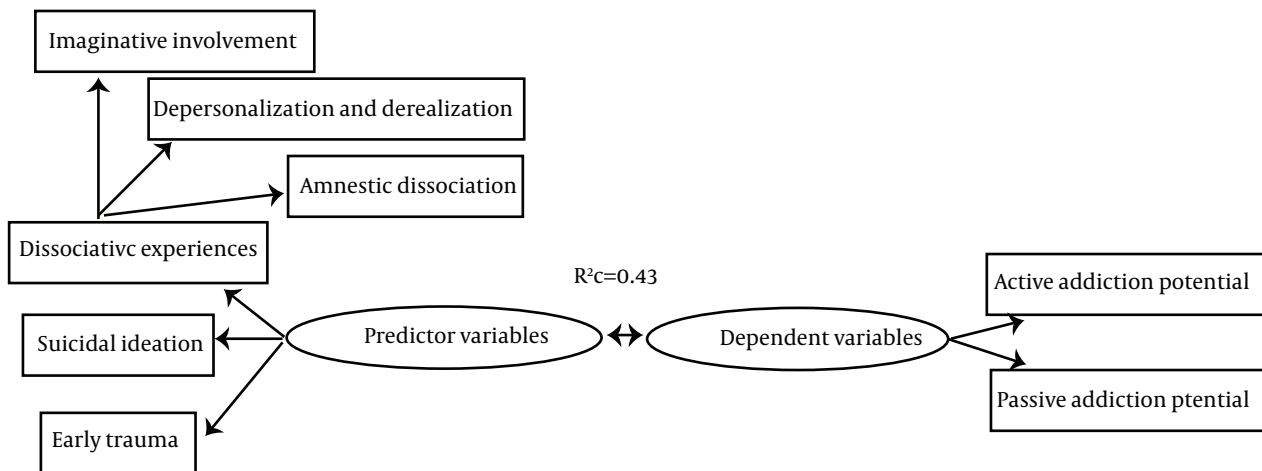 Imaginative involvement
Depersonalization and derealization
Amnestic dissociation
Dissociativc experiences
R²c=0.43
Active addiction potential
Suicidal ideation
Predictor variables
Dependent variables
Passive addiction ptential
Early trauma